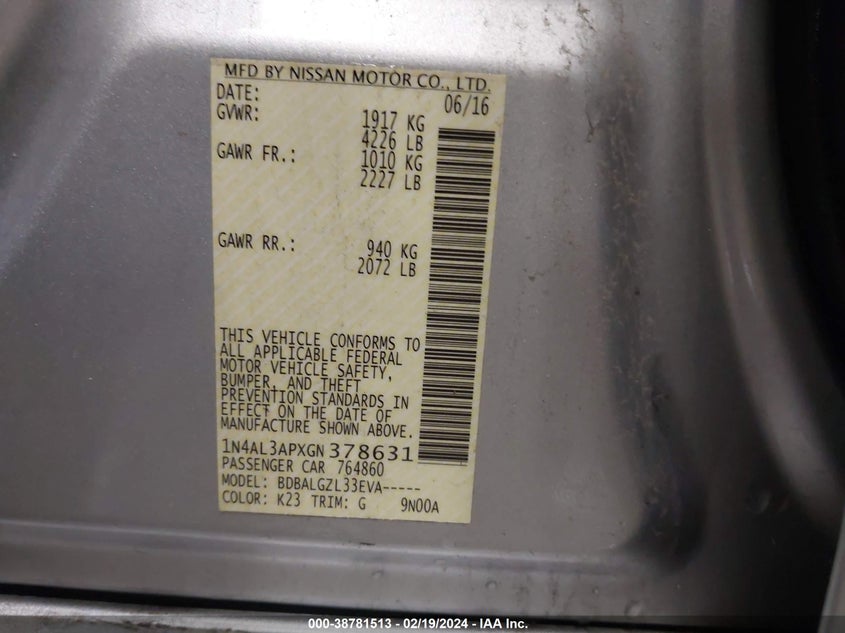 MFD BY NISSAN MOTOR CO., LTD.
DATE: 06/16
GVWR: 1917 KG
4226 LB
GAWR FR.: 1010 KG
2227 LB
GAWR RR.: 940 KG
2072 LB
THIS VEHICLE CONFORMS TO
ALL APPLICABLE FEDERAL
MOTOR VEHICLE SAFETY,
BUMPER, AND THEFT
PREVENTION STANDARDS IN
EFFECT ON THE DATE OF
MANUFACTURE SHOWN ABOVE.
1N4AL3APXGN378631
PASSENGER CAR 764860
MODEL: BDBALGZL33EVA-----
COLOR: K23 TRIM: G 9N00A
000-38781513 - 02/19/2024 - IAA Inc.